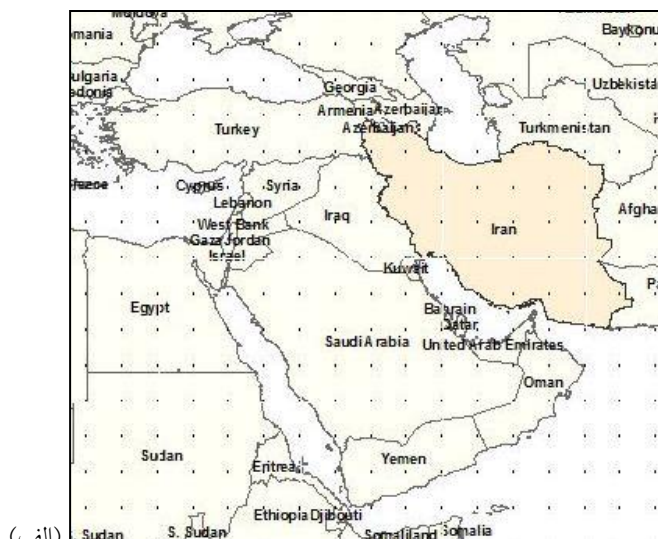 Moldova
omania
Baykonu
Georgia
Uzbekista
ulgaria
edonia
Armenia Azerbaijan
Azerbaijan
Turkey
Turkmenistan
Greece
Cyprus
Syria
Lebanon
Afgha
West Bank
Iraq
Iran
Gaza Jordan
Israel
Kuwait
P
Egypt
Bahrain
Qatar
Saudi Arabia
United Arab Emirates
Oman
Sudan
Yemen
Eritrea
Ethiopia Djibouti
Somaliland Somalia
S. Sudan
S. Sudan
(الف)